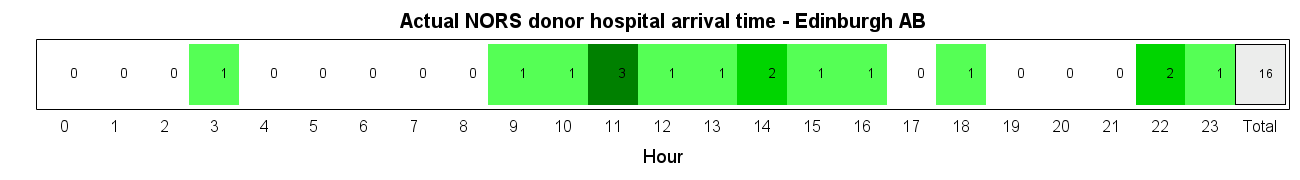 Actual NORS donor hospital arrival time - Edinburgh AB
0 0 0 1 0 0 0 0 0 1 1 3 1 1 2 1 1 0 1 0 0 0 2 1 16
0 1 2 3 4 5 6 7 8 9 10 11 12 13 14 15 16 17 18 19 20 21 22 23 Total
Hour